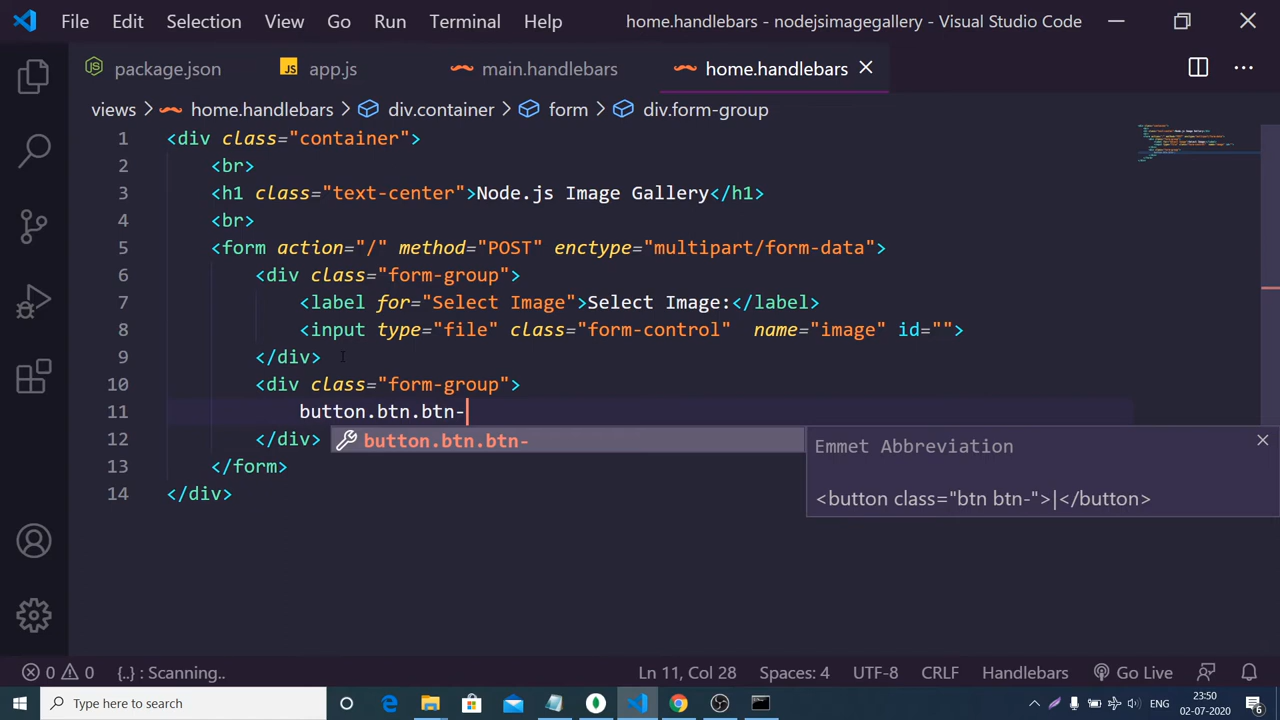 File Edit Selection View Go Run Terminal Help home.handlebars - nodejsimagegallery - Visual Studio Code
package.json JS app.js main.handlebars home.handlebars
views home.handlebars div.container form div.form-group
1 <div class="container">
2 <br>
3 <h1 class="text-center">Node.js Image Gallery</h1>
4 <br>
5 <form action="/" method="POST" enctype="multipart/form-data">
6 <div class="form-group">
7 <label for="Select Image">Select Image:</label>
8 <input type="file" class="form-control" name="image" id="">
9 </div>
10 <div class="form-group">
11 button.btn.btn-
12 </div>
button.btn.btn-
Emmet Abbreviation
<button class="btn btn-">|</button>
13 </form>
14 </div>
0 0 {..} : Scanning.. Ln 11, Col 28 Spaces: 4 UTF-8 CRLF Handlebars Go Live
Type here to search ENG 23:50
02-07-2020 6